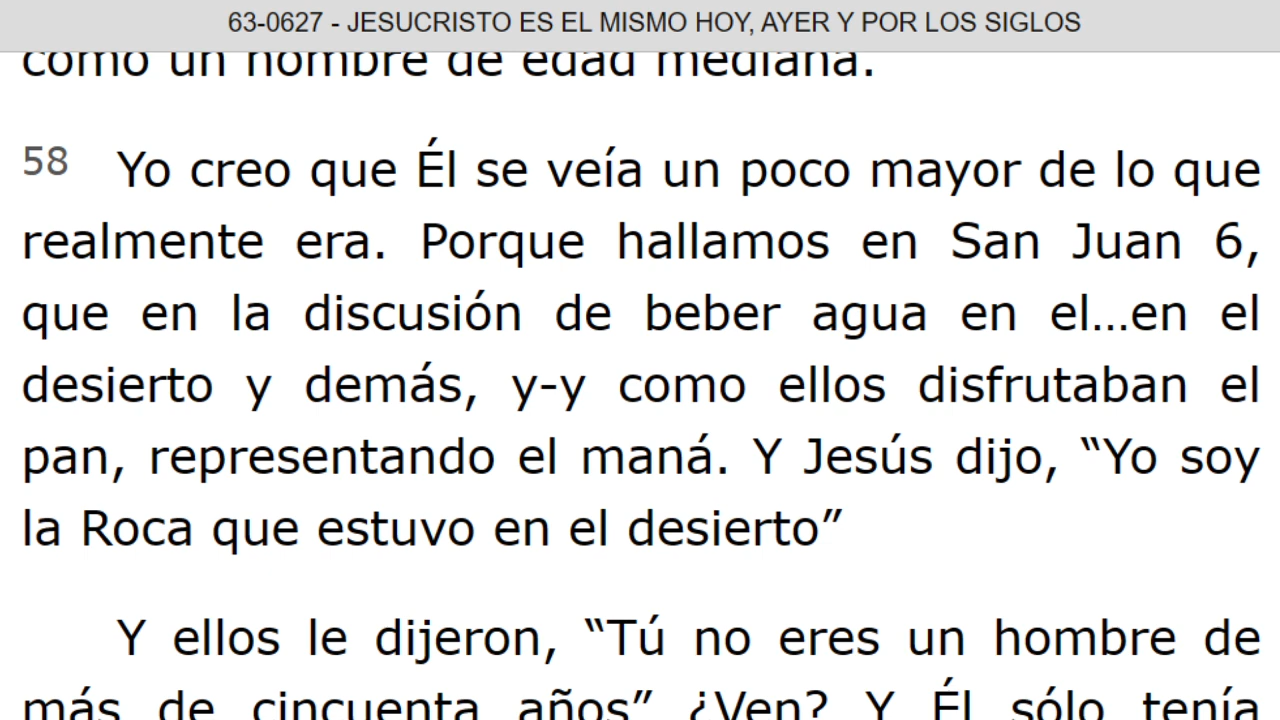 63-0627 - JESUCRISTO ES EL MISMO HOY, AYER Y POR LOS SIGLOS
como un hombre de edad mediana.
58 Yo creo que Él se veía un poco mayor de lo que
realmente era. Porque hallamos en San Juan 6,
que en la discusión de beber agua en el...en el
desierto y demás, y-y como ellos disfrutaban el
pan, representando el maná. Y Jesús dijo, “Yo soy
la Roca que estuvo en el desierto”
Y ellos le dijeron, “Tú no eres un hombre de
más de cincuenta años” ¿Ven? Y Él sólo tenía